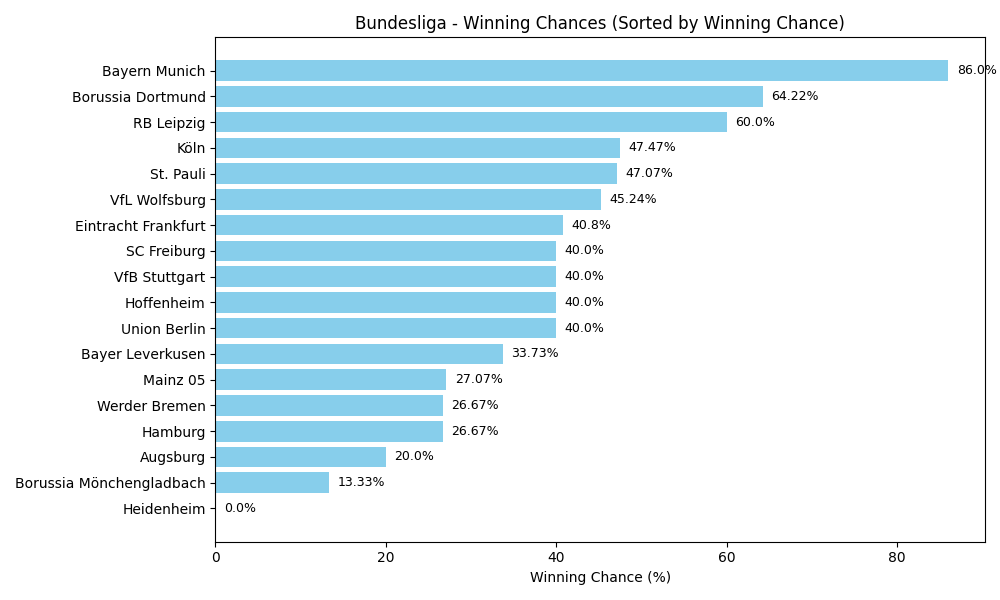 Bundesliga - Winning Chances (Sorted by Winning Chance)
Bayern Munich 86.0%
Borussia Dortmund 64.22%
RB Leipzig 60.0%
Köln 47.47%
St. Pauli 47.07%
VfL Wolfsburg 45.24%
Eintracht Frankfurt 40.8%
SC Freiburg 40.0%
VfB Stuttgart 40.0%
Hoffenheim 40.0%
Union Berlin 40.0%
Bayer Leverkusen 33.73%
Mainz 05 27.07%
Werder Bremen 26.67%
Hamburg 26.67%
Augsburg 20.0%
Borussia Mönchengladbach 13.33%
Heidenheim 0.0%
0 20 40 60 80
Winning Chance (%)